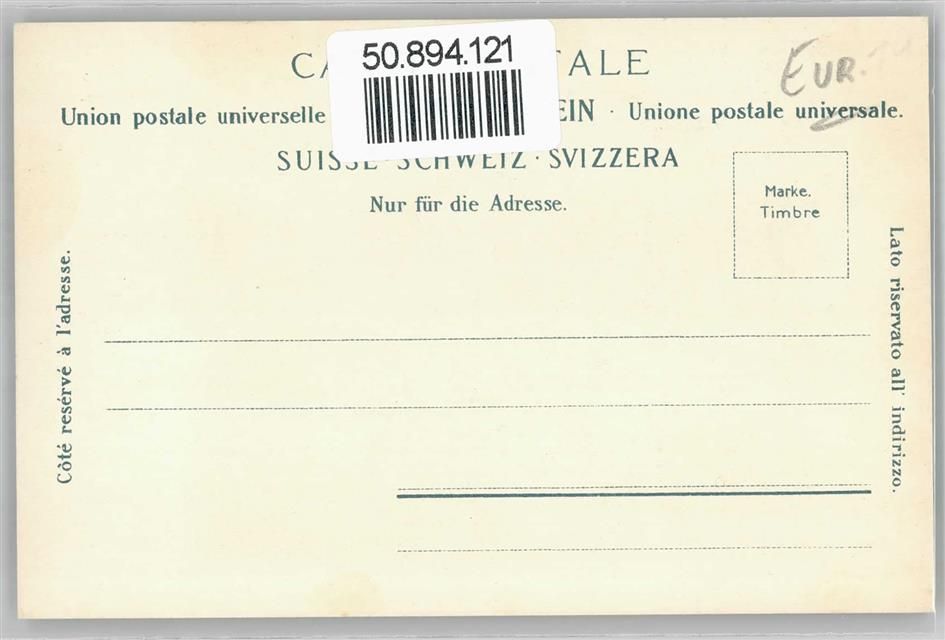 50.894.121
CA TALE
EUR.
Union postale universelle EIN · Unione postale universale.
SUISSE · SCHWEIZ · SVIZZERA
Nur für die Adresse.
Marke.
Timbre
Côté resérvé à l'adresse.
Lato riservato all' indirizzo.